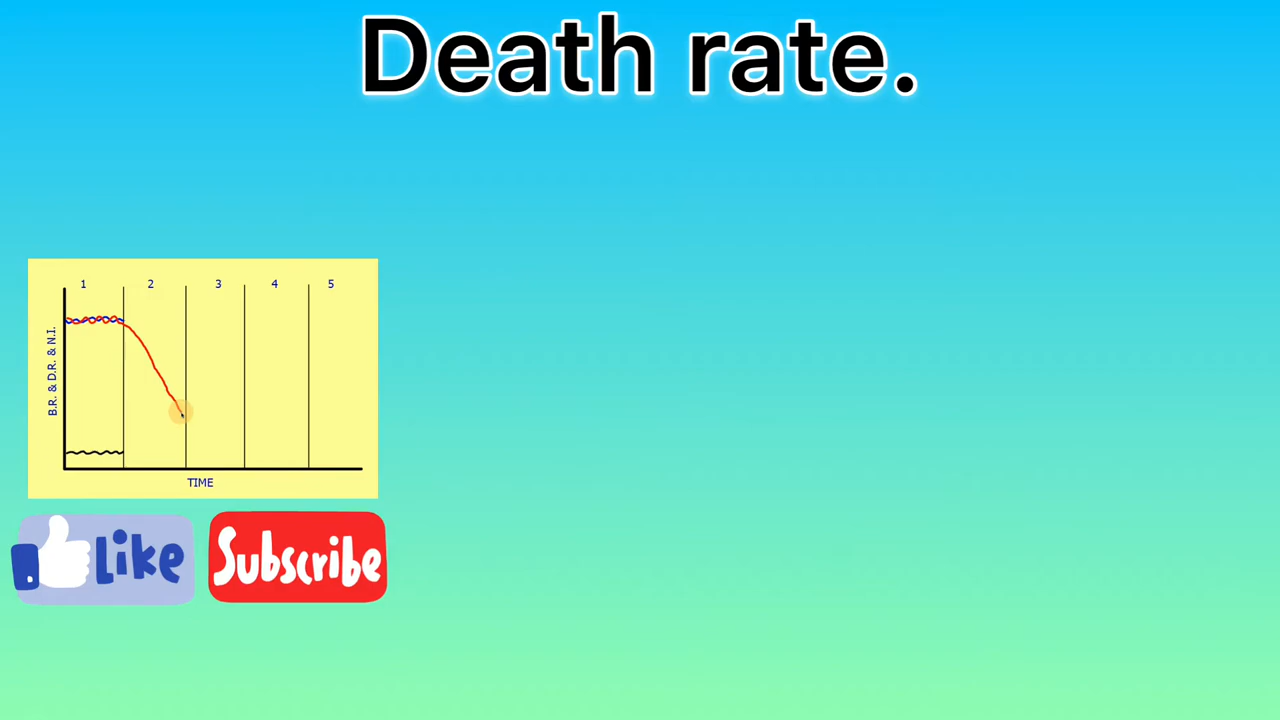 Death rate.
1 2 3 4 5
B.R. & D.R. & N.I.
TIME
Like
Subscribe